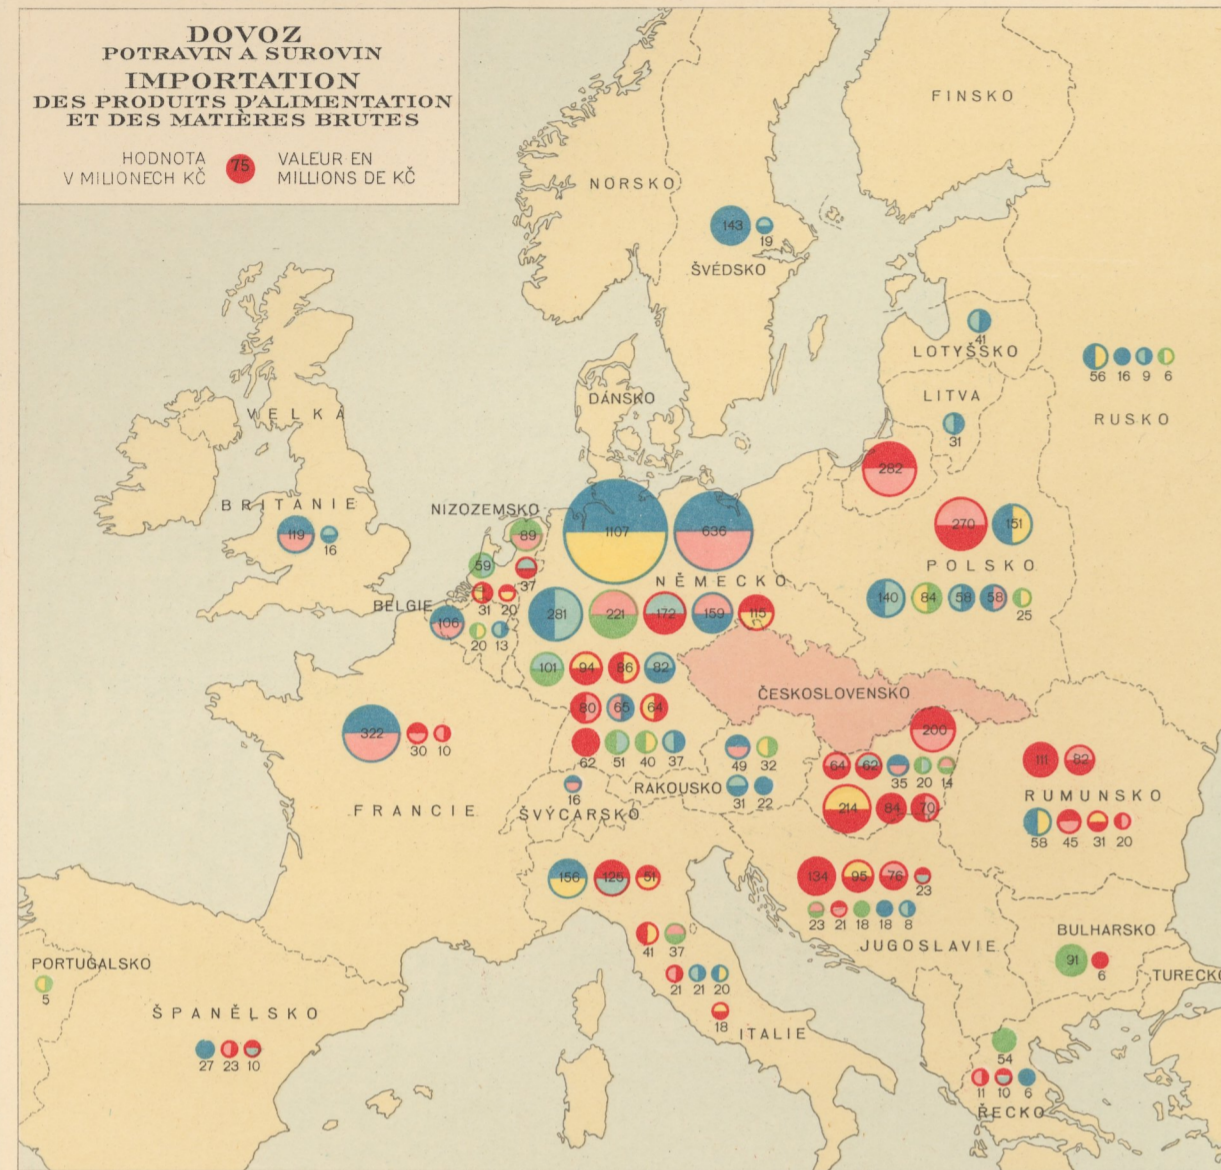 DOVOZ
POTRAVIN A SUROVIN
IMPORTATION
DES PRODUITS D'ALIMENTATION
ET DES MATIÈRES BRUTES
HODNOTA
V MILIONECH KČ
75
VALEUR EN
MILLIONS DE KČ
FINSKO
NORSKO
143
19
ŠVÉDSKO
41
LOTYŠSKO
56 16 9 6
RUSKO
LITVA
31
DÁNSKO
VELKÁ
BRITANIE
119
16
282
270 151
POLSKO
140 84 58 58
25
NIZOZEMSKO
89
59
37
31 20
1107 636
NĚMECKO
BELGIE
106
20 13
281 221 172 159 115
101 94 86 82
80 65 64
62 51 40 37
ČESKOSLOVENSKO
322
30 10
FRANCIE
200
64 62
35 20 14
214 84 70
49 32
RAKOUSKO
31 22
16
ŠVÝCARSKO
111 82
RUMUNSKO
58 45 31 20
156 125 51
41 37
21 21 20
18
ITALIE
134 95 76
23
23 21 18 18 8
JUGOSLAVIE
BULHARSKO
91
6
TURECKO
PORTUGALSKO
5
ŠPANĚLSKO
27 23 10
54
11 10 6
ŘECKO